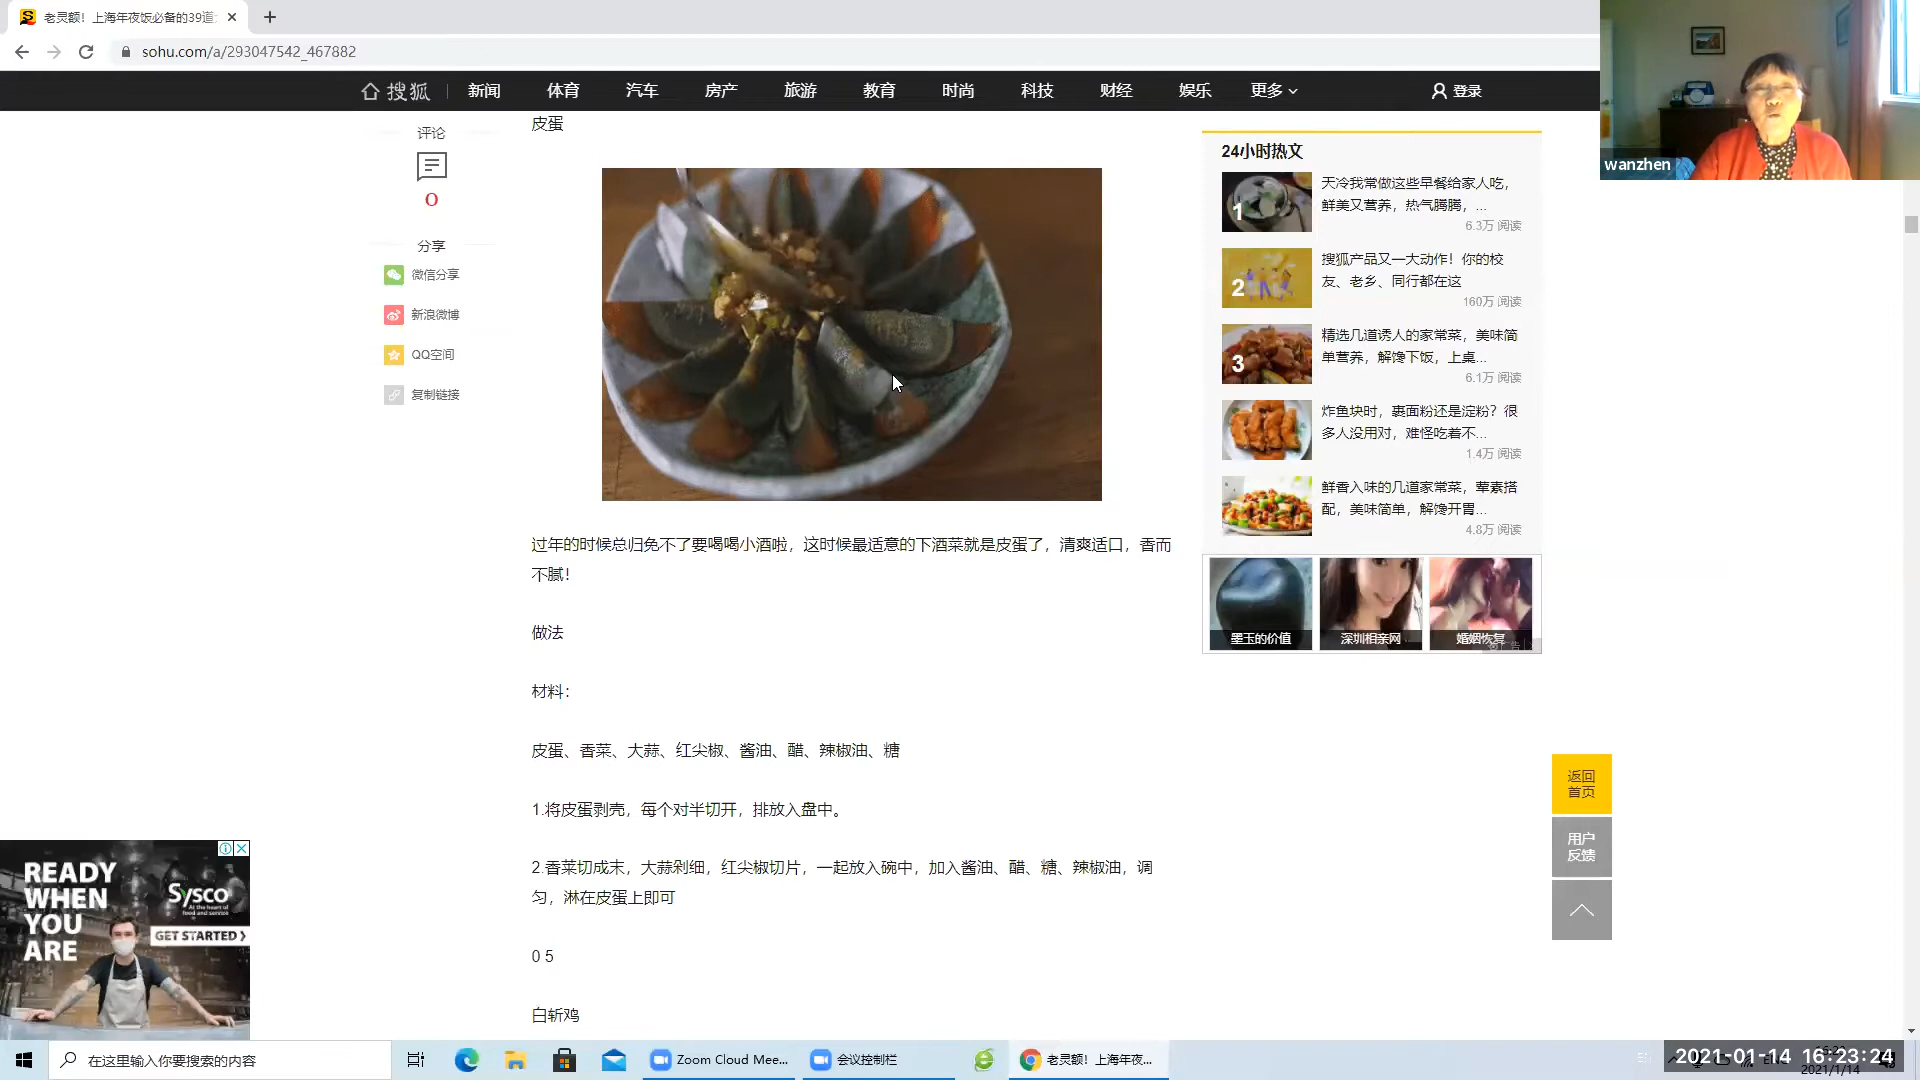 老灵额！上海年夜饭必备的39道
sohu.com/a/293047542_467882
搜狐
新闻
体育
汽车
房产
旅游
教育
时尚
科技
财经
娱乐
更多
登录
wanzhen
评论
0
分享
微信分享
新浪微博
QQ空间
复制链接
皮蛋
过年的时候总归免不了要喝喝小酒啦，这时候最适意的下酒菜就是皮蛋了，清爽适口，香而
不腻！
做法
材料：
皮蛋、香菜、大蒜、红尖椒、酱油、醋、辣椒油、糖
1.将皮蛋剥壳，每个对半切开，排放入盘中。
2.香菜切成末，大蒜剁细，红尖椒切片，一起放入碗中，加入酱油、醋、糖、辣椒油，调
匀，淋在皮蛋上即可
0 5
白斩鸡
24小时热文
1
天冷我常做这些早餐给家人吃，
鲜美又营养，热气腾腾，...
6.3万 阅读
2
搜狐产品又一大动作！你的校
友、老乡、同行都在这
160万 阅读
3
精选几道诱人的家常菜，美味简
单营养，解馋下饭，上桌...
6.1万 阅读
炸鱼块时，裹面粉还是淀粉？很
多人没用对，难怪吃着不...
1.4万 阅读
鲜香入味的几道家常菜，荤素搭
配，美味简单，解馋开胃...
4.8万 阅读
墨玉的价值
深圳相亲网
婚姻恢复
返回
首页
用户
反馈
READY
WHEN
YOU
ARE
Sysco
At the heart of
food and service
GET STARTED
在这里输入你要搜索的内容
Zoom Cloud Mee...
会议控制栏
老灵额！上海年夜...
2021-01-14 16:23:24
2021/1/14